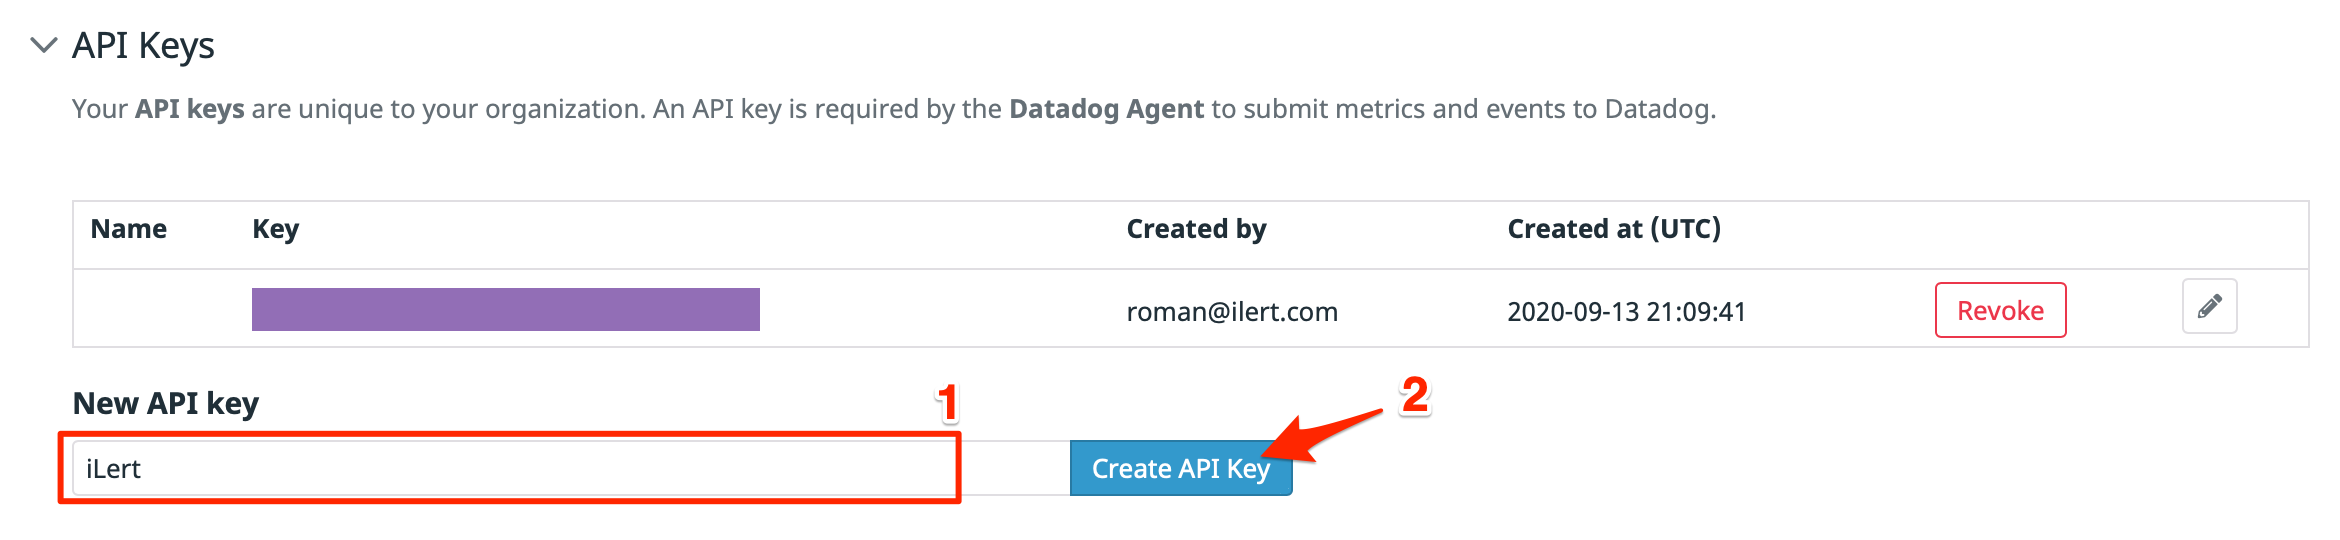 API Keys
Your API keys are unique to your organization. An API key is required by the Datadog Agent to submit metrics and events to Datadog.
Name Key Created by Created at (UTC)
roman@ilert.com 2020-09-13 21:09:41 Revoke
New API key 1 2
iLert Create API Key